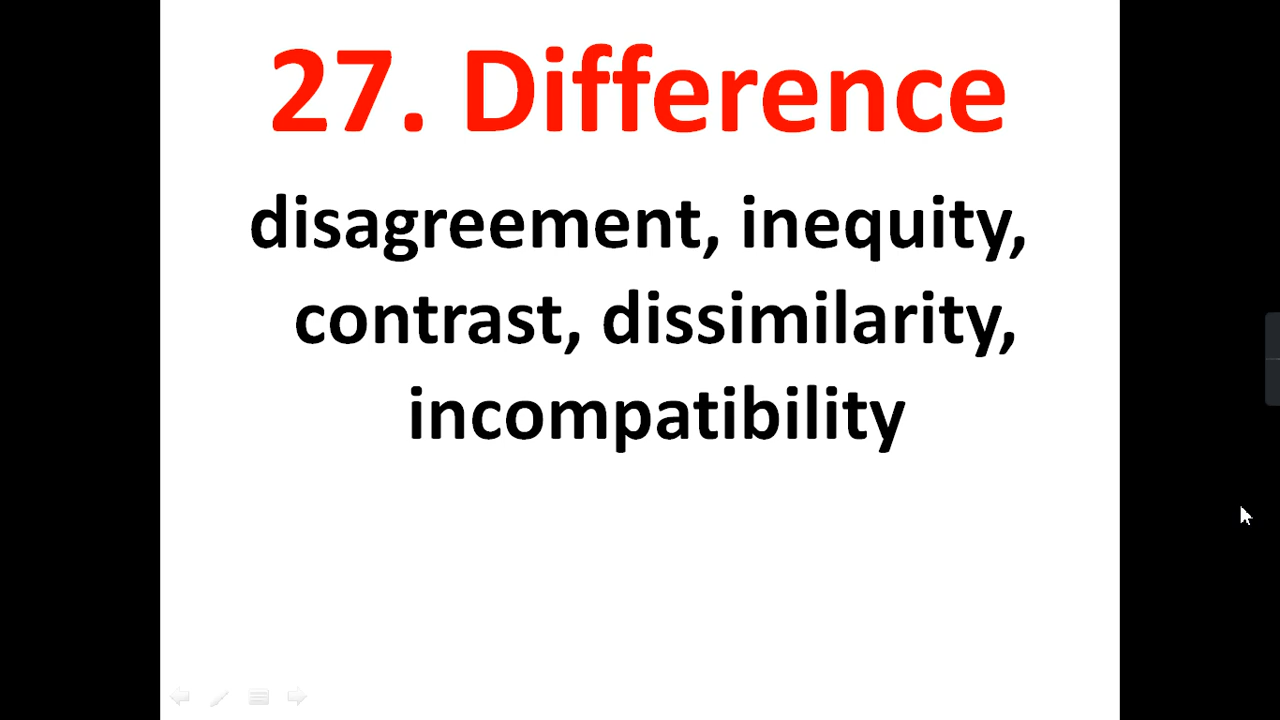 27. Difference
disagreement, inequity,
contrast, dissimilarity,
incompatibility